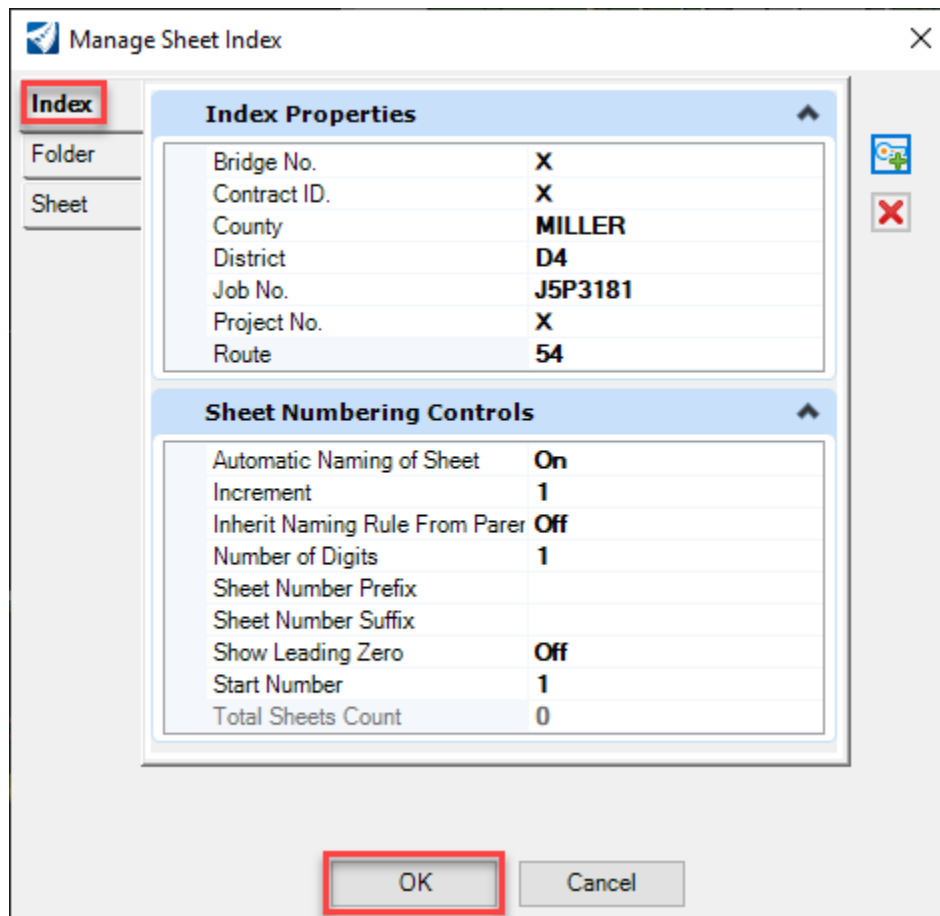 Manage Sheet Index
Index
Folder
Sheet
Index Properties
Bridge No. X
Contract ID. X
County MILLER
District D4
Job No. J5P3181
Project No. X
Route 54
Sheet Numbering Controls
Automatic Naming of Sheet On
Increment 1
Inherit Naming Rule From Parer Off
Number of Digits 1
Sheet Number Prefix
Sheet Number Suffix
Show Leading Zero Off
Start Number 1
Total Sheets Count 0
OK Cancel